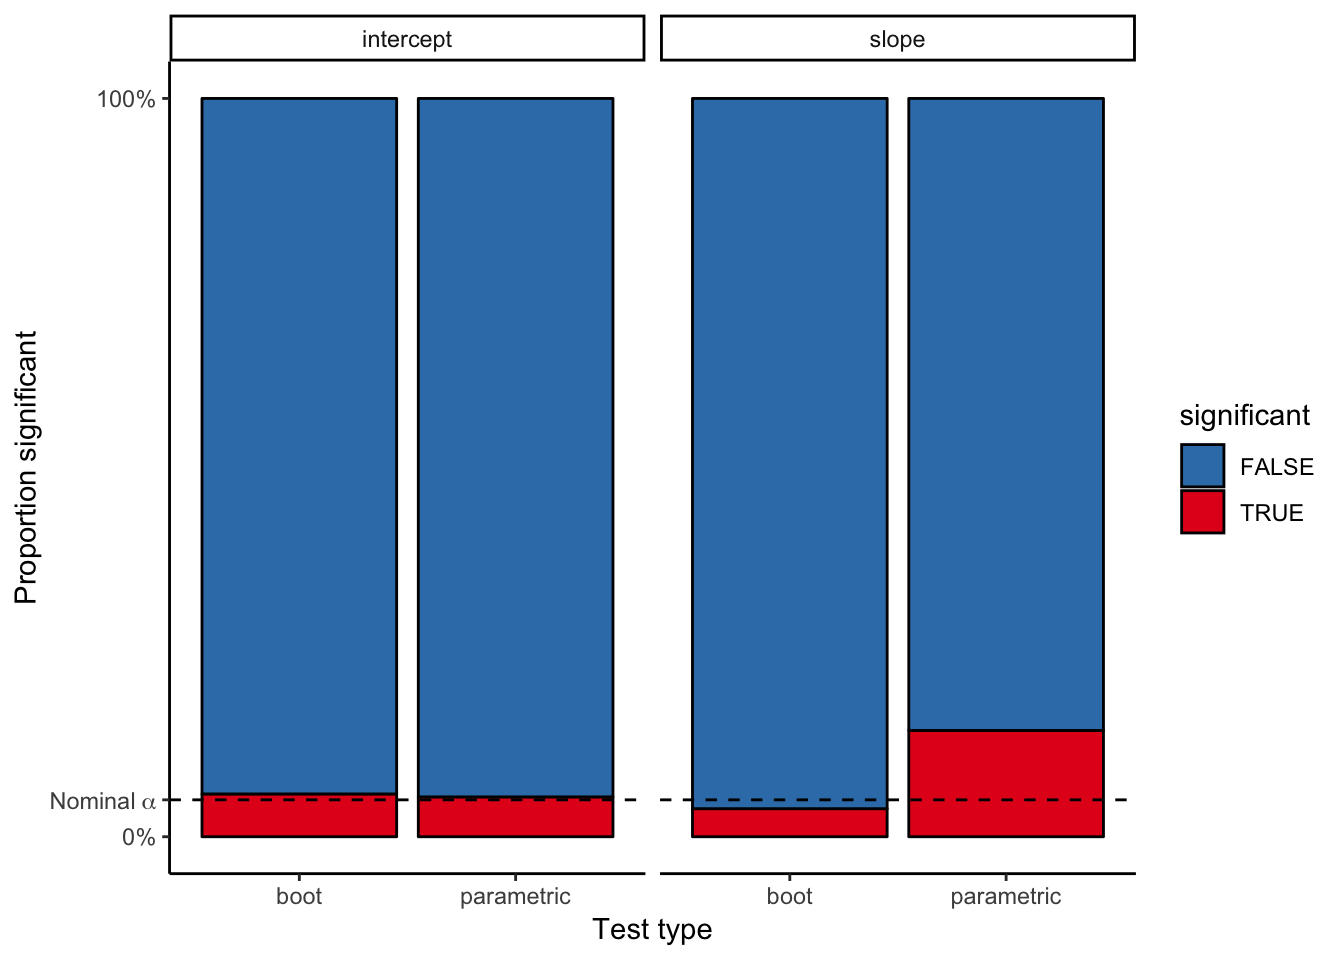 intercept
slope
Proportion significant
100%
Nominal α
0%
boot
parametric
boot
parametric
Test type
significant
FALSE
TRUE